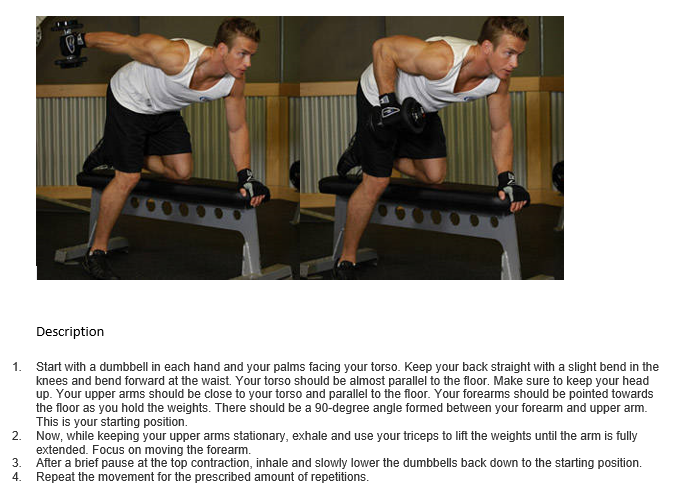 Description
1. Start with a dumbbell in each hand and your palms facing your torso. Keep your back straight with a slight bend in the
knees and bend forward at the waist. Your torso should be almost parallel to the floor. Make sure to keep your head
up. Your upper arms should be close to your torso and parallel to the floor. Your forearms should be pointed towards
the floor as you hold the weights. There should be a 90-degree angle formed between your forearm and upper arm.
This is your starting position.
2. Now, while keeping your upper arms stationary, exhale and use your triceps to lift the weights until the arm is fully
extended. Focus on moving the forearm.
3. After a brief pause at the top contraction, inhale and slowly lower the dumbbells back down to the starting position.
4. Repeat the movement for the prescribed amount of repetitions.